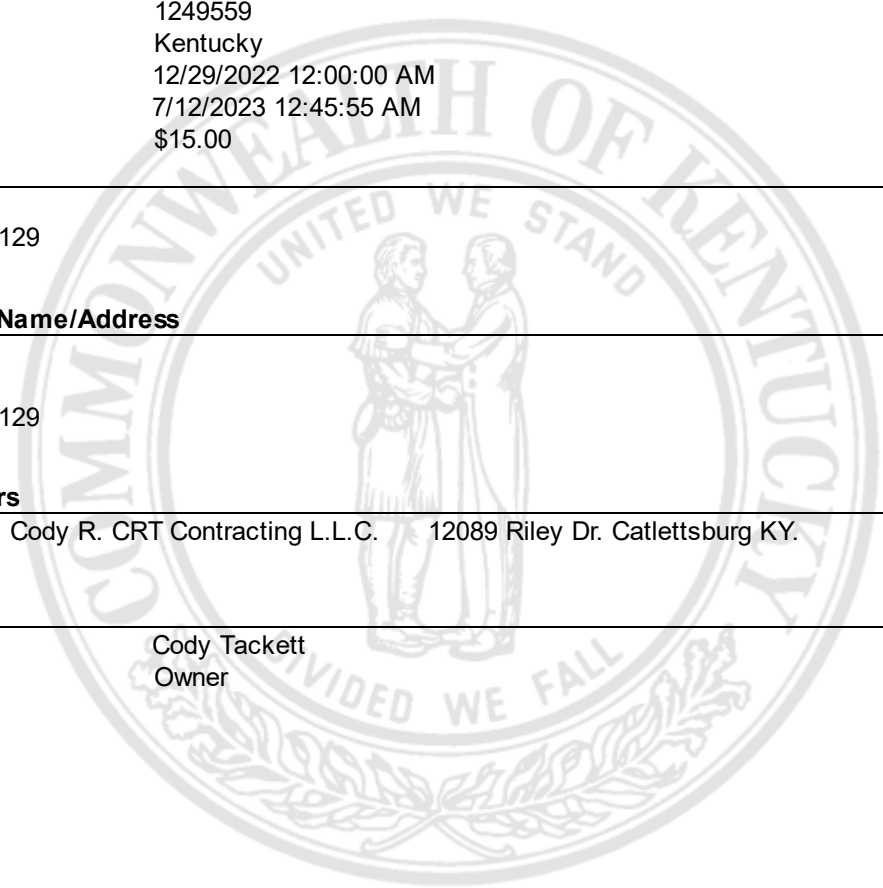 1249559
Kentucky
12/29/2022 12:00:00 AM
7/12/2023 12:45:55 AM
$15.00
129
Name/Address
129
rs
Cody R. CRT Contracting L.L.C. 12089 Riley Dr. Catlettsburg KY.
Cody Tackett
Owner
COMMONWEALTH OF KENTUCKY
UNITED WE STAND
DIVIDED WE FALL